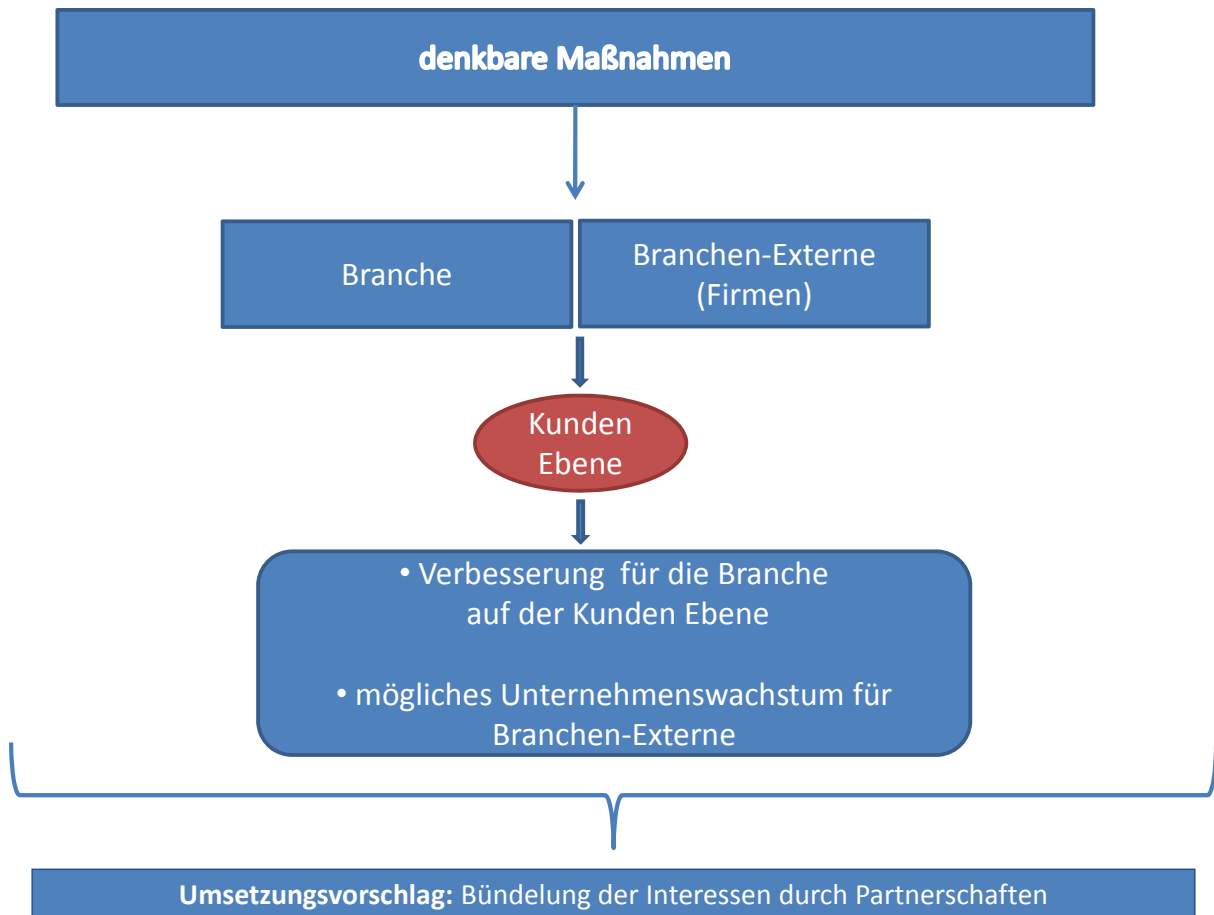 denkbare Maßnahmen
Branche
Branchen-Externe
(Firmen)
Kunden
Ebene
• Verbesserung für die Branche
auf der Kunden Ebene
• mögliches Unternehmenswachstum für
Branchen-Externe
Umsetzungsvorschlag: Bündelung der Interessen durch Partnerschaften